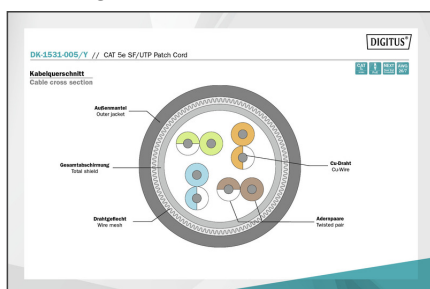 DIGITUS®
DK-1531-005/Y // CAT 5e SF/UTP Patch Cord
Kabelquerschnitt
Cable cross section
Außenmantel
Outer jacket
Gesamtabschirmung
Total shield
Cu-Draht
Cu-Wire
Drahtgeflecht
Wire mesh
Adernpaare
Twisted pair